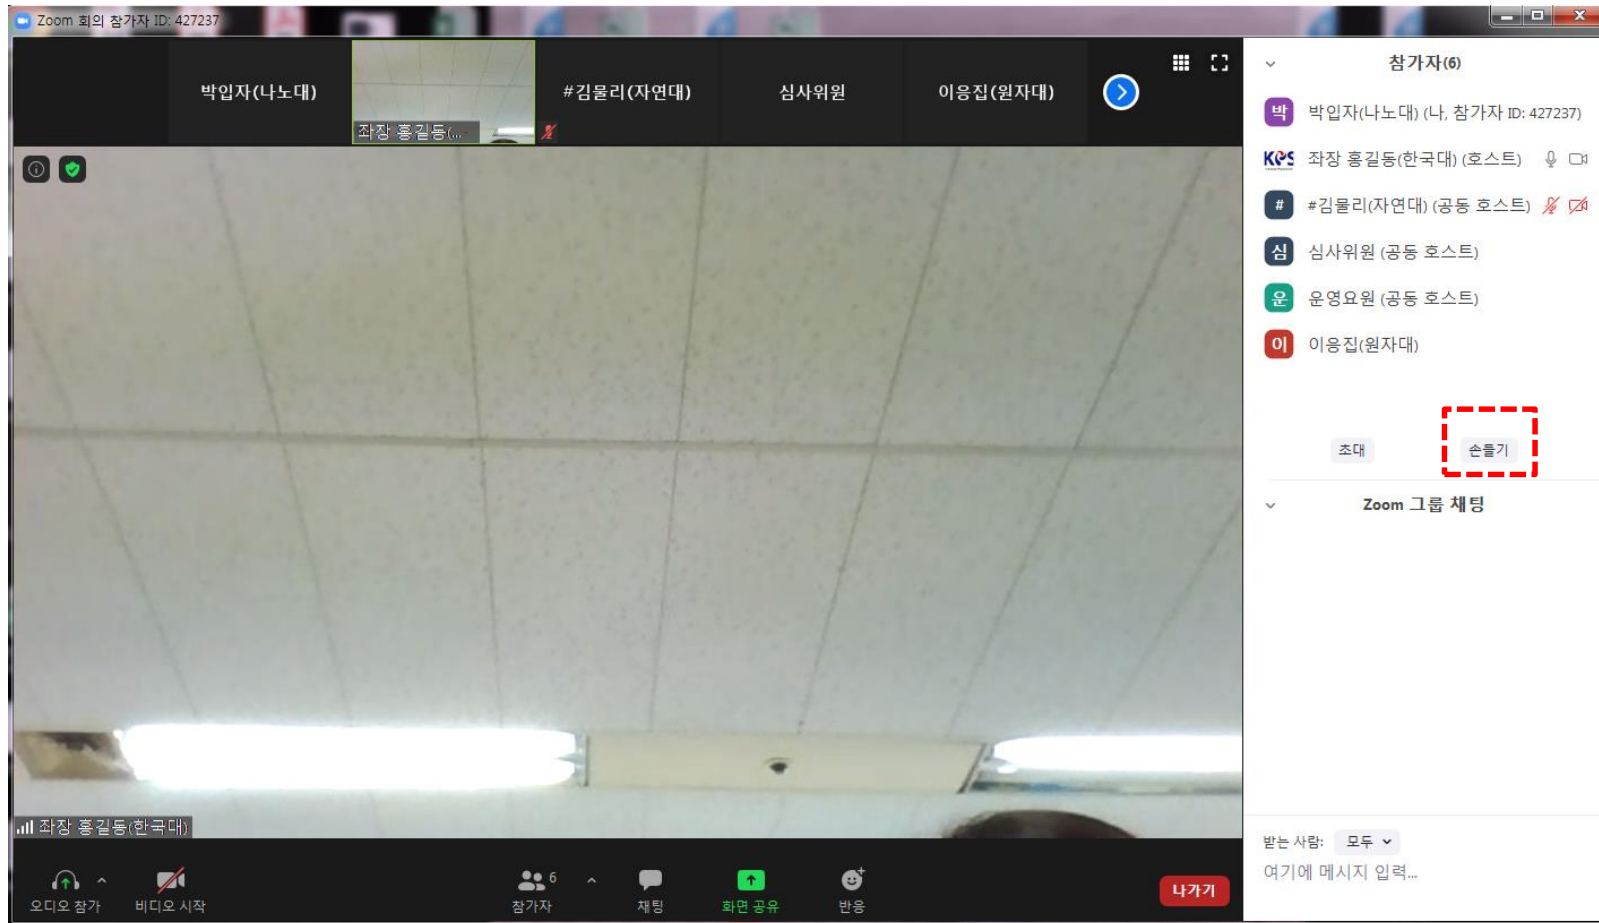 Zoom 회의 참가자 ID: 427237
박입자(나노대)
좌장 홍길동(...
#김물리(자연대)
심사위원
이응집(원자대)
참가자(6)
박 박입자(나노대) (나, 참가자 ID: 427237)
KPS 좌장 홍길동(한국대) (호스트)
# #김물리(자연대) (공동 호스트)
심 심사위원 (공동 호스트)
운 운영요원 (공동 호스트)
이 이응집(원자대)
초대 손들기
Zoom 그룹 채팅
좌장 홍길동(한국대)
받는 사람: 모두
여기에 메시지 입력...
오디오 참가
비디오 시작
6
참가자
채팅
화면 공유
반응
나가기